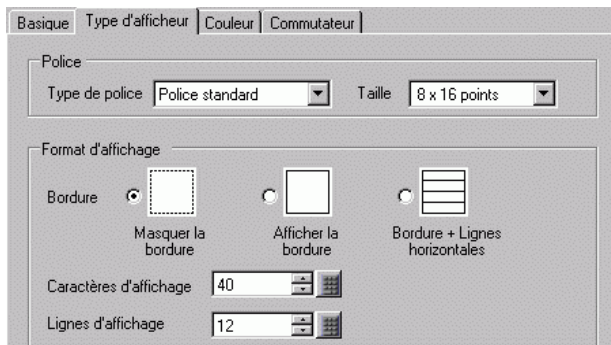 Basique Type d'afficheur Couleur Commutateur
Police
Type de police Police standard Taille 8 x 16 points
Format d'affichage
Bordure
Masquer la bordure Afficher la bordure Bordure + Lignes horizontales
Caractères d'affichage 40
Lignes d'affichage 12